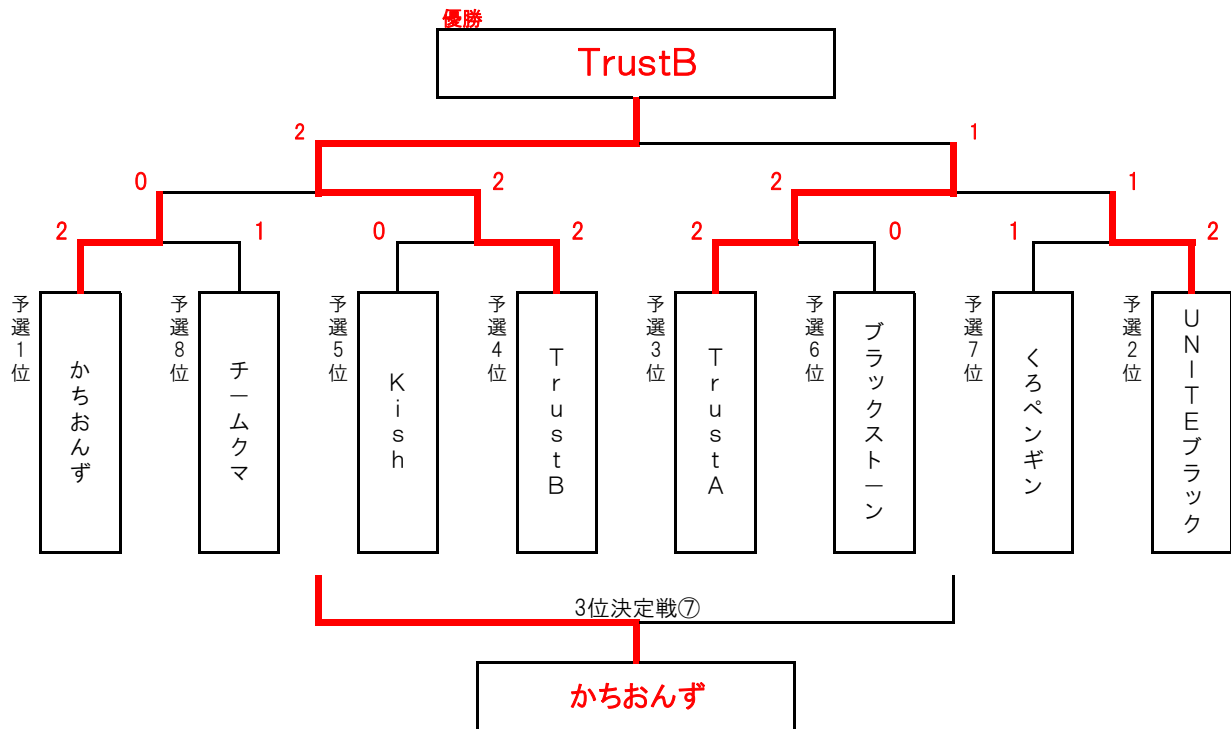 優勝
TrustB
2
1
0
2
2
1
2
1
0
2
2
0
1
2
予選1位
かちおんず
予選8位
チームクマ
予選5位
Kish
予選4位
TrustB
予選3位
TrustA
予選6位
ブラックストーン
予選7位
くろペンギン
予選2位
UNITEブラック
3位決定戦⑦
かちおんず